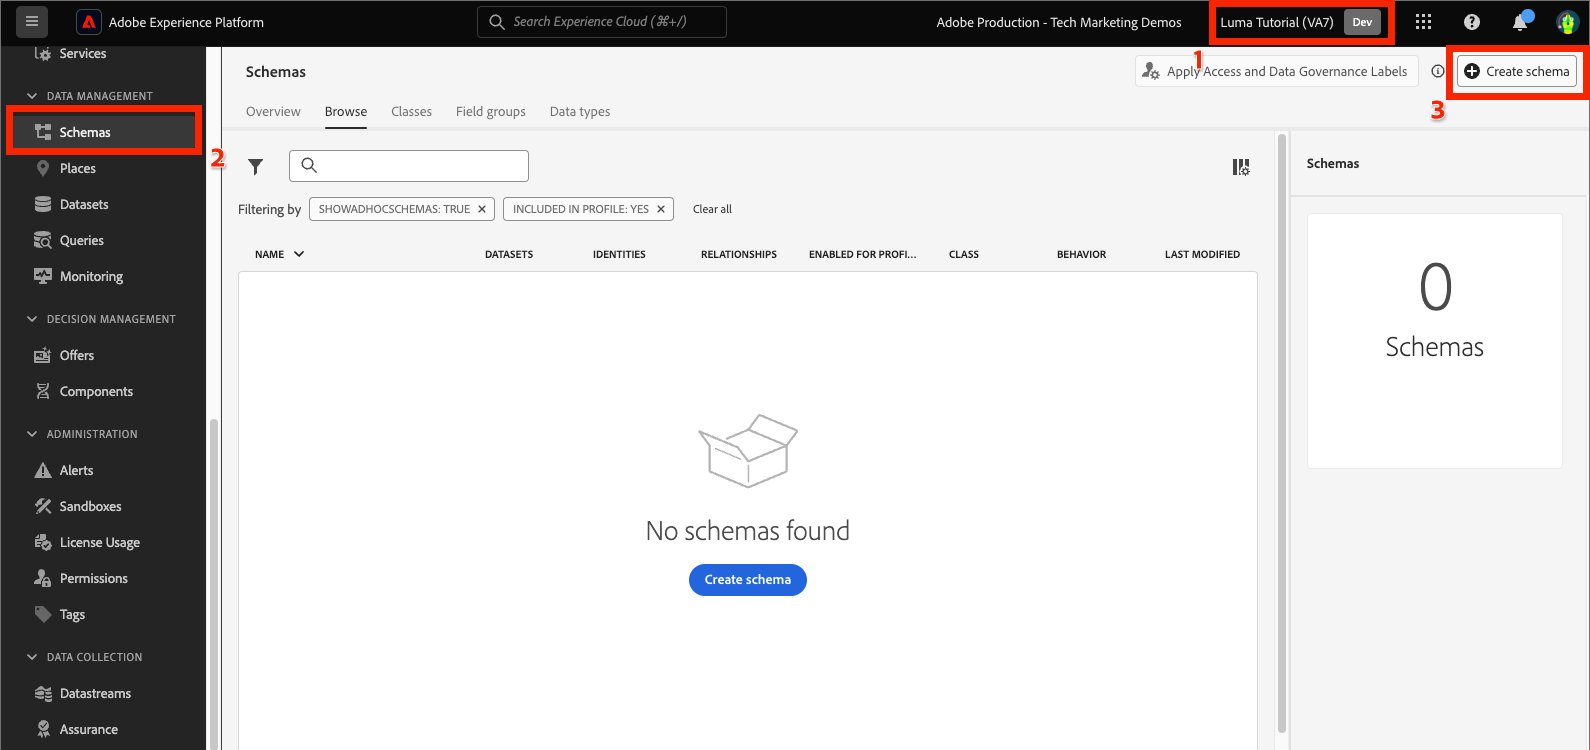 Adobe Experience Platform
Search Experience Cloud (⌘+/)
Adobe Production - Tech Marketing Demos
Luma Tutorial (VA7) Dev
Services
DATA MANAGEMENT
Schemas
Places
Datasets
Queries
Monitoring
DECISION MANAGEMENT
Offers
Components
ADMINISTRATION
Alerts
Sandboxes
License Usage
Permissions
Tags
DATA COLLECTION
Datastreams
Assurance
Schemas
1
Apply Access and Data Governance Labels
Create schema
3
2
Overview Browse Classes Field groups Data types
Filtering by SHOWADHOCSCHEMAS: TRUE INCLUDED IN PROFILE: YES Clear all
NAME DATASETS IDENTITIES RELATIONSHIPS ENABLED FOR PROFI... CLASS BEHAVIOR LAST MODIFIED
No schemas found
Create schema
Schemas
0
Schemas